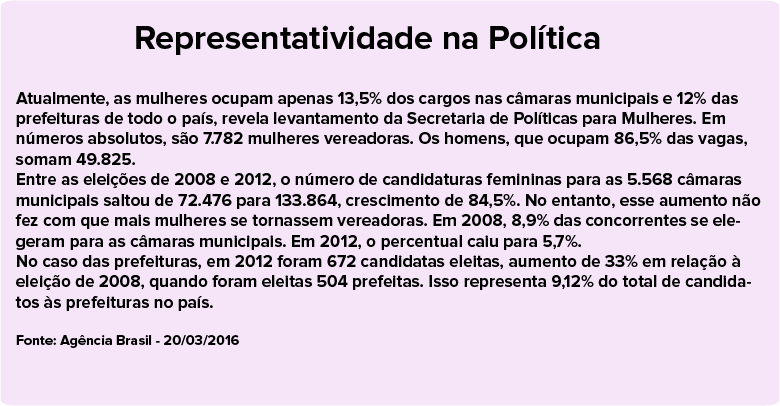 Representatividade na Política
Atualmente, as mulheres ocupam apenas 13,5% dos cargos nas câmaras municipais e 12% das
prefeituras de todo o país, revela levantamento da Secretaria de Políticas para Mulheres. Em
números absolutos, são 7.782 mulheres vereadoras. Os homens, que ocupam 86,5% das vagas,
somam 49.825.
Entre as eleições de 2008 e 2012, o número de candidaturas femininas para as 5.568 câmaras
municipais saltou de 72.476 para 133.864, crescimento de 84,5%. No entanto, esse aumento não
fez com que mais mulheres se tornassem vereadoras. Em 2008, 8,9% das concorrentes se ele-
geram para as câmaras municipais. Em 2012, o percentual caiu para 5,7%.
No caso das prefeituras, em 2012 foram 672 candidatas eleitas, aumento de 33% em relação à
eleição de 2008, quando foram eleitas 504 prefeitas. Isso representa 9,12% do total de candida-
tos às prefeituras no país.
Fonte: Agência Brasil - 20/03/2016